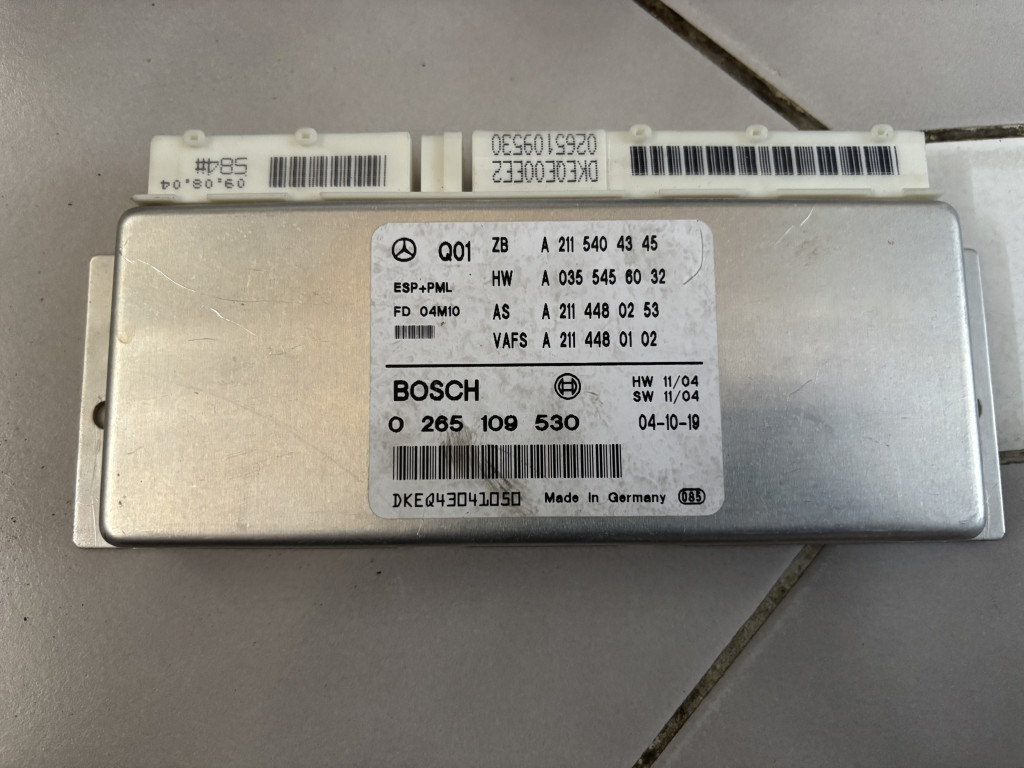 584#
09.08.04
0265109530
DKEQE00EE2
Q01
ESP+PML
FD 04M10
ZB A 211 540 43 45
HW A 035 545 60 32
AS A 211 448 02 53
VAFS A 211 448 01 02
BOSCH
HW 11/04
SW 11/04
0 265 109 530
04-10-19
DKEQ43041050 Made in Germany 085